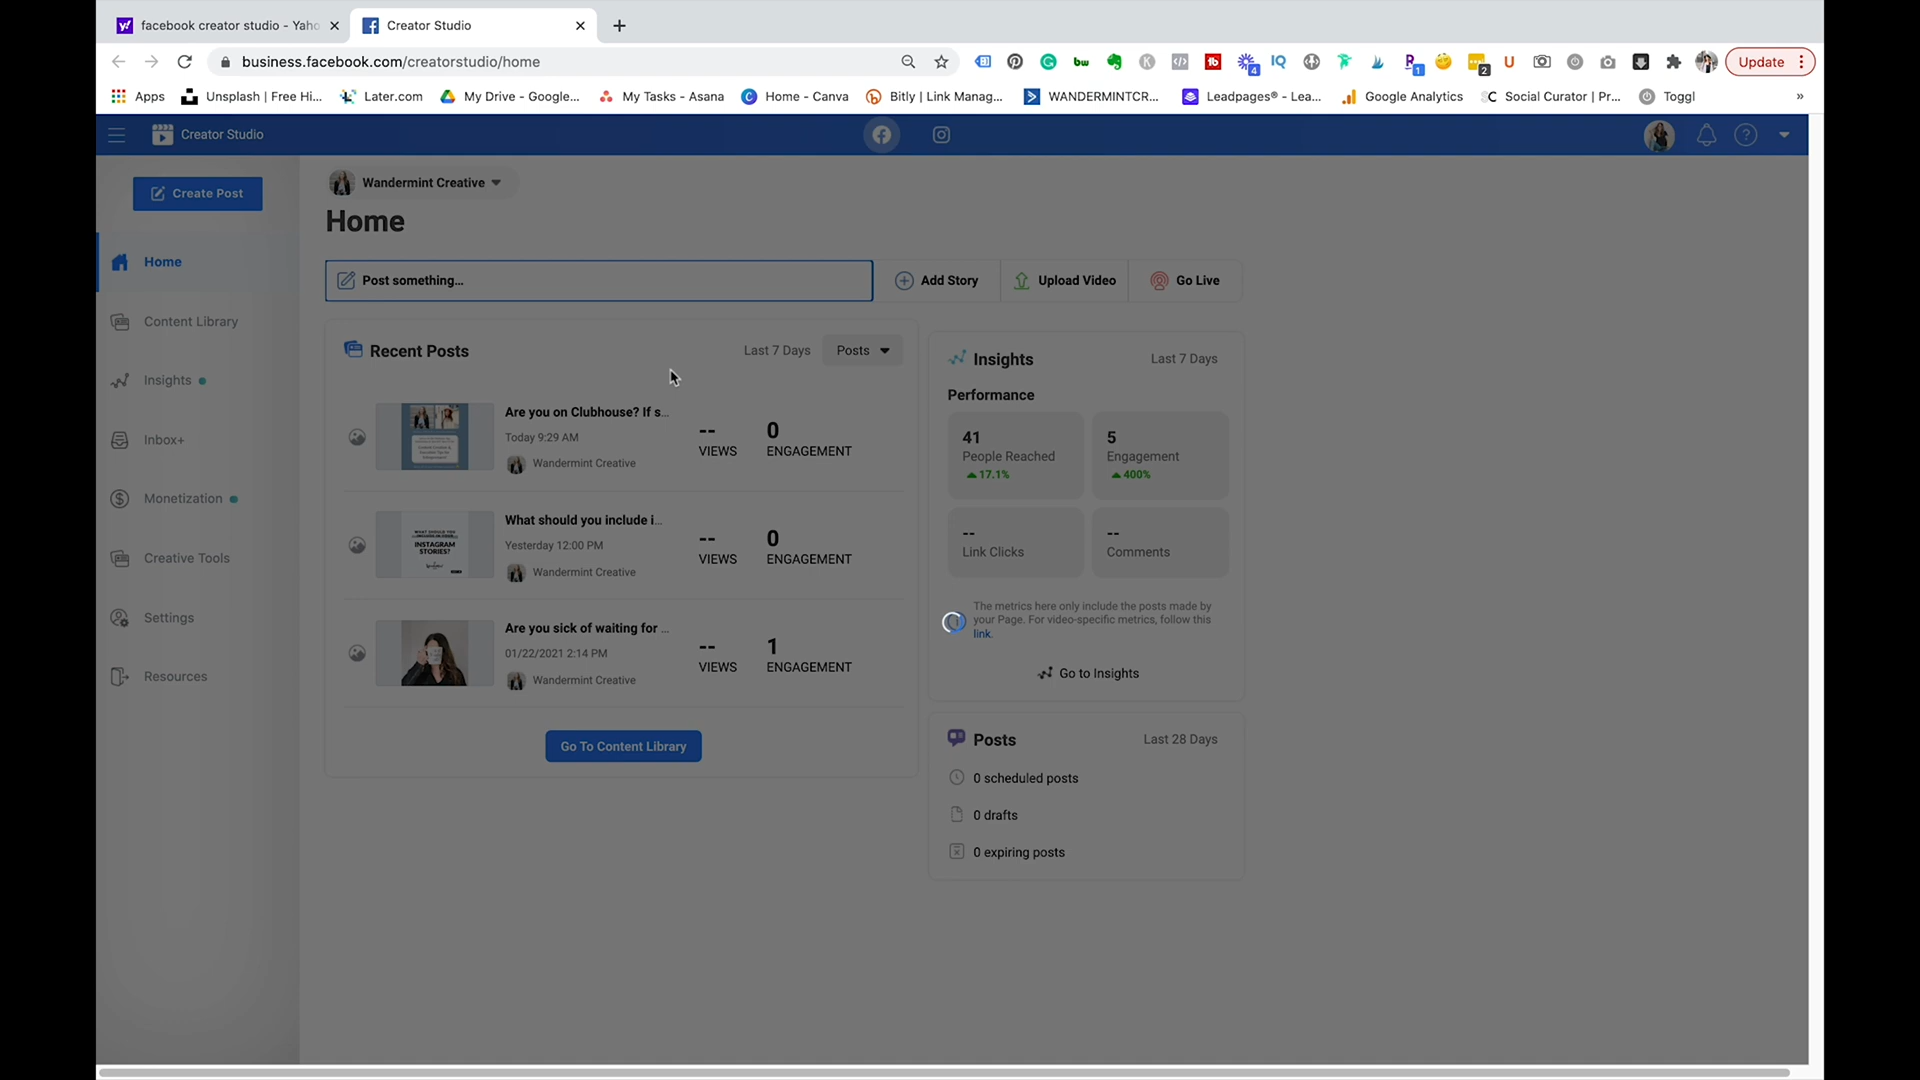 facebook creator studio - Yaho
Creator Studio
business.facebook.com/creatorstudio/home
Update
Apps
Unsplash | Free Hi...
Later.com
My Drive - Google...
My Tasks - Asana
Home - Canva
Bitly | Link Manag...
WANDERMINTCR...
Leadpages® - Lea...
Google Analytics
Social Curator | Pr...
Toggl
»
Creator Studio
Create Post
Home
Content Library
Insights
Inbox+
Monetization
Creative Tools
Settings
Resources
Wandermint Creative
Home
Post something...
Add Story
Upload Video
Go Live
Recent Posts
Last 7 Days
Posts
Are you on Clubhouse? If s...
Today 9:29 AM
Wandermint Creative
--
VIEWS
0
ENGAGEMENT
What should you include i...
Yesterday 12:00 PM
Wandermint Creative
--
VIEWS
0
ENGAGEMENT
INSTAGRAM
STORIES?
Are you sick of waiting for ...
01/22/2021 2:14 PM
Wandermint Creative
--
VIEWS
1
ENGAGEMENT
Go To Content Library
Insights
Last 7 Days
Performance
41
People Reached
17.1%
5
Engagement
400%
--
Link Clicks
--
Comments
The metrics here only include the posts made by
your Page. For video-specific metrics, follow this
link.
Go to Insights
Posts
Last 28 Days
0 scheduled posts
0 drafts
0 expiring posts